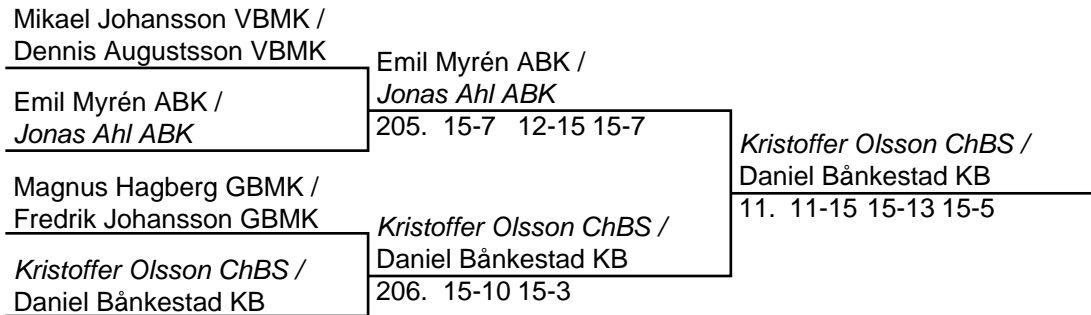 Mikael Johansson VBMK /
Dennis Augustsson VBMK
Emil Myrén ABK /
Jonas Ahl ABK
Magnus Hagberg GBMK /
Fredrik Johansson GBMK
Kristoffer Olsson ChBS /
Daniel Bånkestad KB
Emil Myrén ABK /
Jonas Ahl ABK
205. 15-7 12-15 15-7
Kristoffer Olsson ChBS /
Daniel Bånkestad KB
206. 15-10 15-3
Kristoffer Olsson ChBS /
Daniel Bånkestad KB
11. 11-15 15-13 15-5